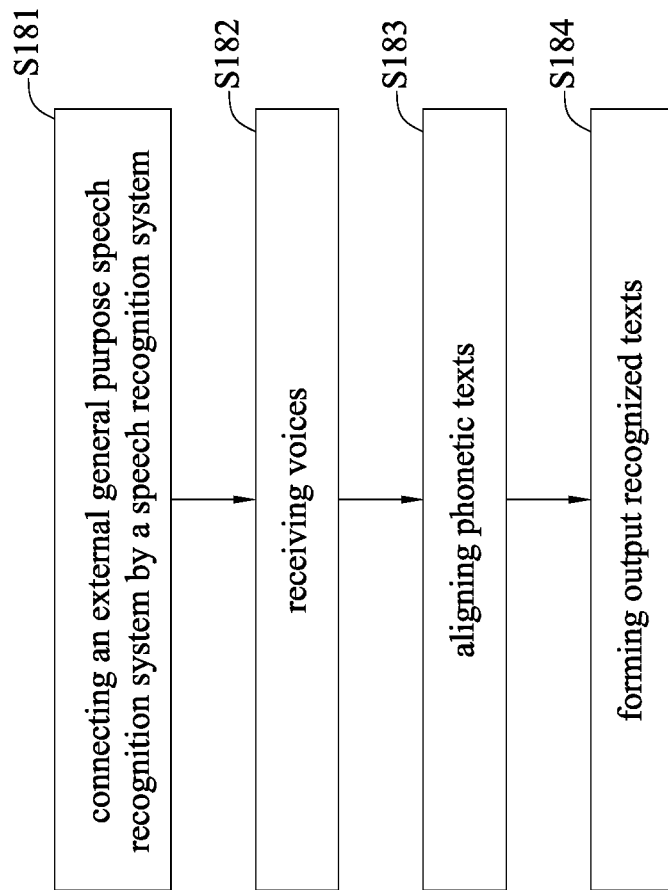 S181
connecting an external general purpose speech
recognition system by a speech recognition system
S182
receiving voices
S183
aligning phonetic texts
S184
forming output recognized texts